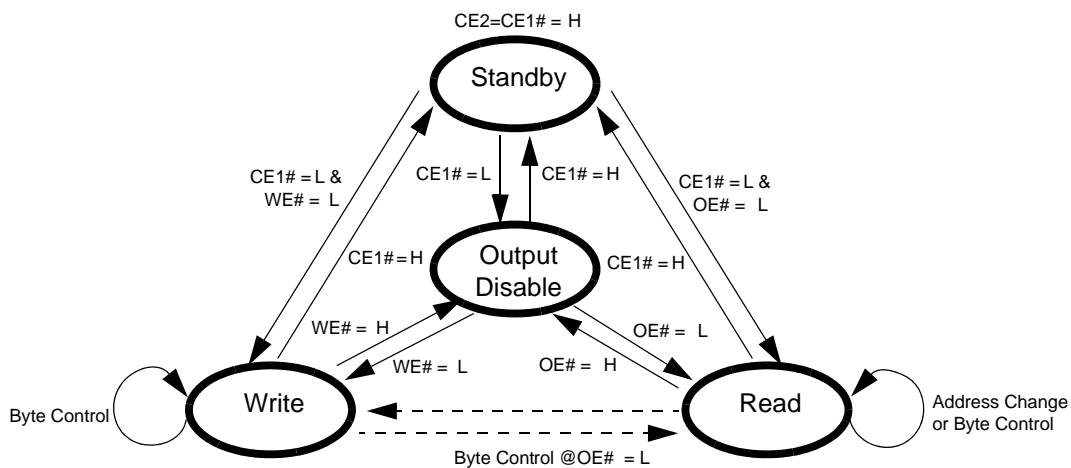 CE2=CE1# = H
Standby
CE1# = L &
WE# = L
CE1# = L
CE1# = H
CE1# = L &
OE# = L
CE1# = H
Output
Disable
CE1# = H
WE# = H
WE# = L
OE# = L
OE# = H
Byte Control
Write
Read
Address Change
or Byte Control
Byte Control @OE# = L